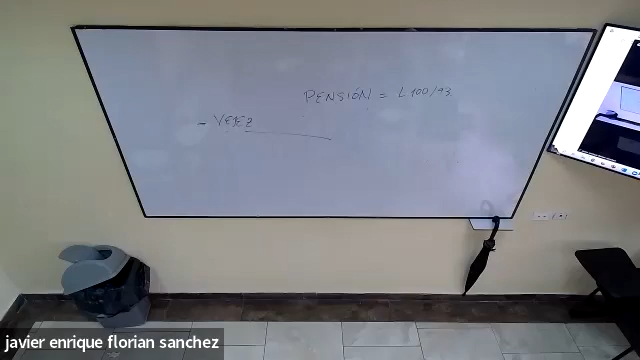 PENSIÓN = L 100/93
- VEJEZ
javier enrique florian sanchez